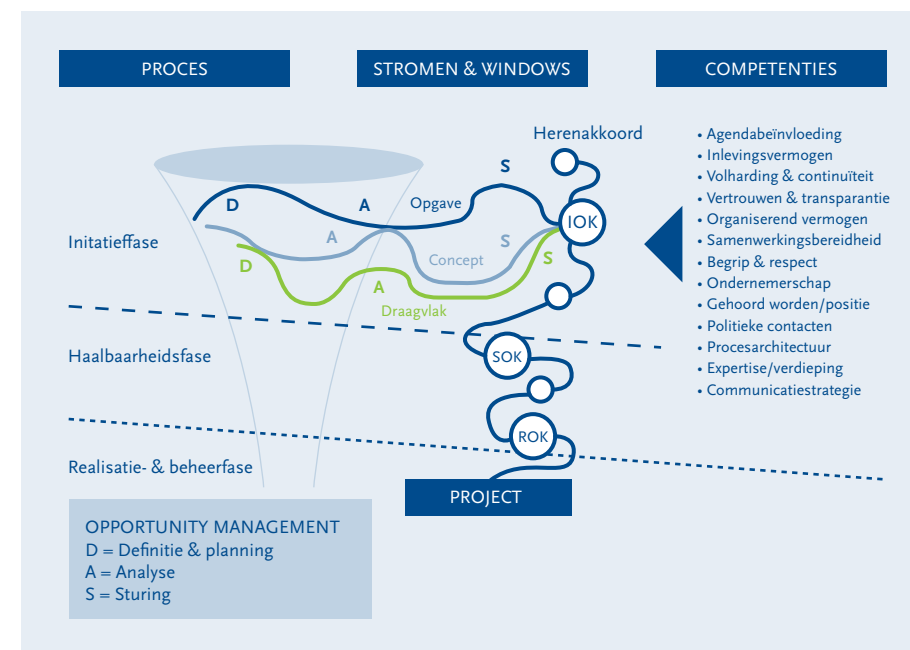 PROCES
STROMEN & WINDOWS
COMPETENTIES
Herenakkoord
• Agendabeïnvloeding
• Inlevingsvermogen
• Volharding & continuïteit
• Vertrouwen & transparantie
• Organiserend vermogen
• Samenwerkingsbereidheid
• Begrip & respect
• Ondernemerschap
• Gehoord worden/positie
• Politieke contacten
• Procesarchitectuur
• Expertise/verdieping
• Communicatiestrategie
S
D
A
Opgave
IOK
Initatieffase
A
S
D
Concept
S
A
Draagvlak
Haalbaarheidsfase
SOK
ROK
Realisatie- & beheerfase
PROJECT
OPPORTUNITY MANAGEMENT
D = Definitie & planning
A = Analyse
S = Sturing